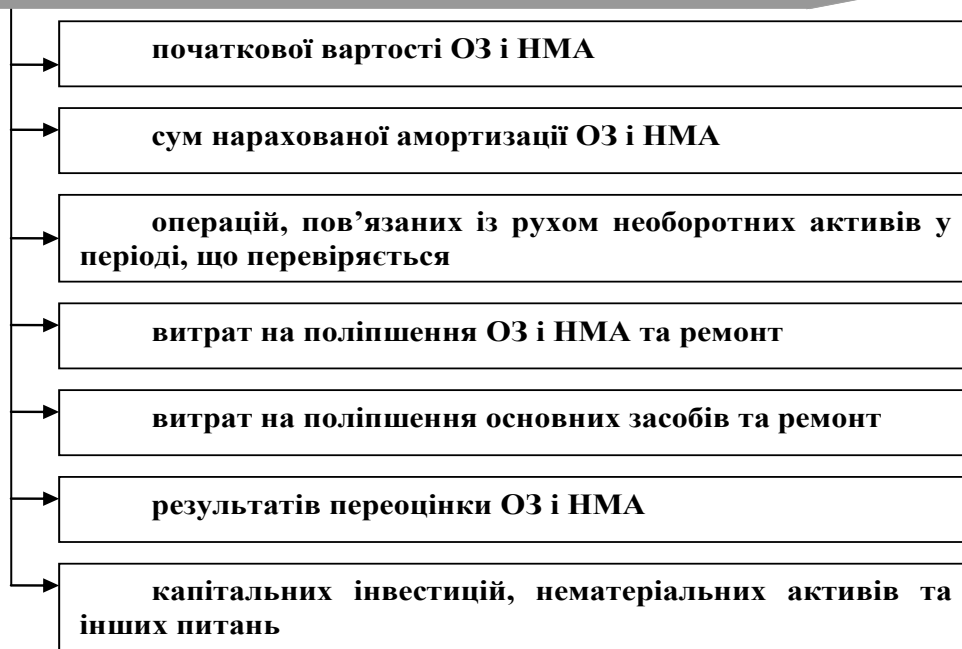 початкової вартості ОЗ і НМА
сум нарахованої амортизації ОЗ і НМА
операцій, пов’язаних із рухом необоротних активів у
періоді, що перевіряється
витрат на поліпшення ОЗ і НМА та ремонт
витрат на поліпшення основних засобів та ремонт
результатів переоцінки ОЗ і НМА
капітальних інвестицій, нематеріальних активів та
інших питань